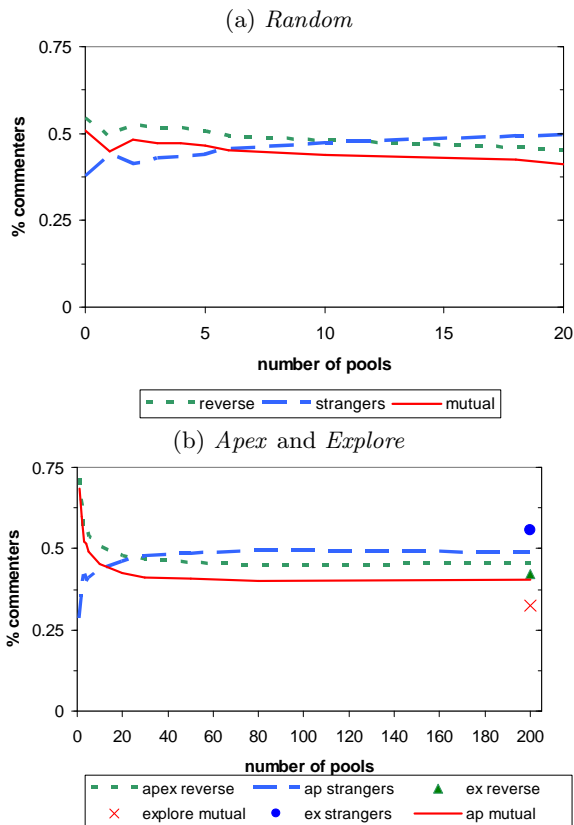 (a) Random
0.75
0.5
0.25
0
% commenters
0 5 10 15 20
number of pools
reverse strangers mutual
(b) Apex and Explore
0.75
0.5
0.25
0
% commenters
0 20 40 60 80 100 120 140 160 180 200
number of pools
apex reverse ap strangers ex reverse
explore mutual ex strangers ap mutual